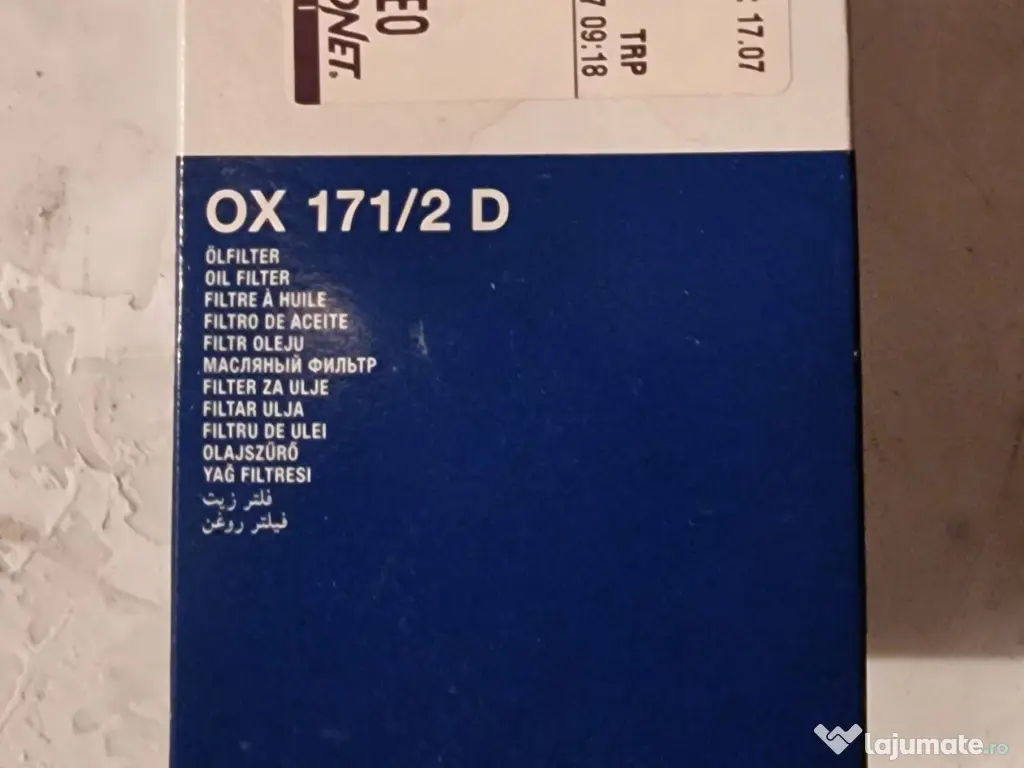 EO
ONET.
TRP
7 09:18
: 17.07
OX 171/2 D
ÖLFILTER
OIL FILTER
FILTRE À HUILE
FILTRO DE ACEITE
FILTR OLEJU
МАСЛЯНЫЙ ФИЛЬТР
FILTER ZA ULJE
FILTAR ULJA
FILTRU DE ULEI
OLAJSZŰRŐ
YAĞ FILTRESI
فلتر زيت
فیلتر روغن
lajumate.ro